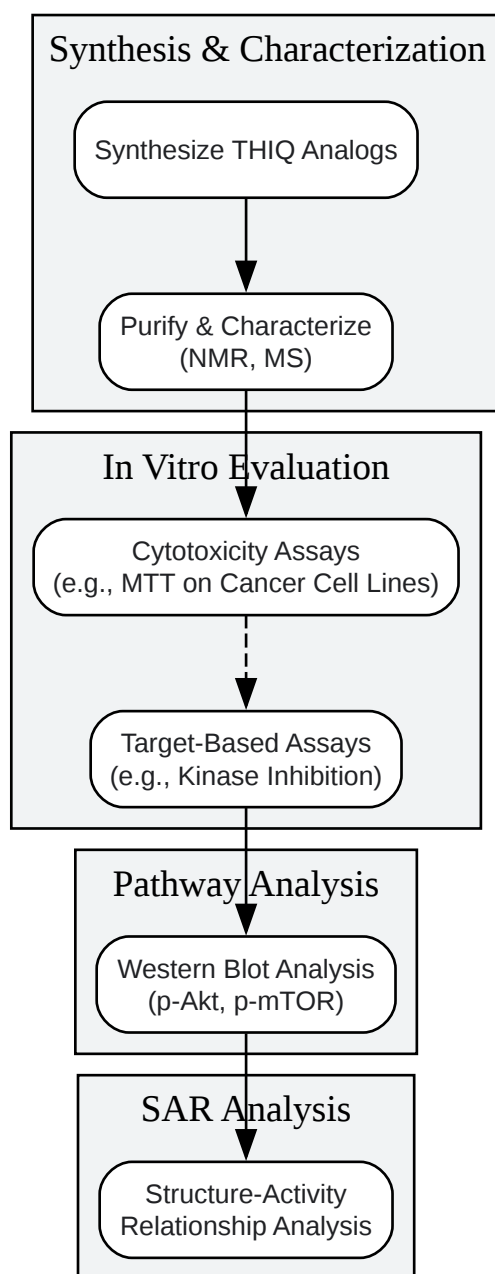 Synthesis & Characterization
Synthesize THIQ Analogs
Purify & Characterize
(NMR, MS)
In Vitro Evaluation
Cytotoxicity Assays
(e.g., MTT on Cancer Cell Lines)
Target-Based Assays
(e.g., Kinase Inhibition)
Pathway Analysis
Western Blot Analysis
(p-Akt, p-mTOR)
SAR Analysis
Structure-Activity
Relationship Analysis